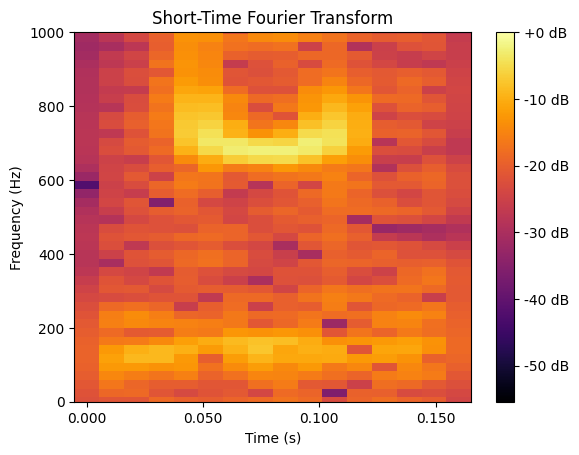 Short-Time Fourier Transform
1000
800
600
400
200
0
Frequency (Hz)
0.000
0.050
0.100
0.150
Time (s)
+0 dB
-10 dB
-20 dB
-30 dB
-40 dB
-50 dB